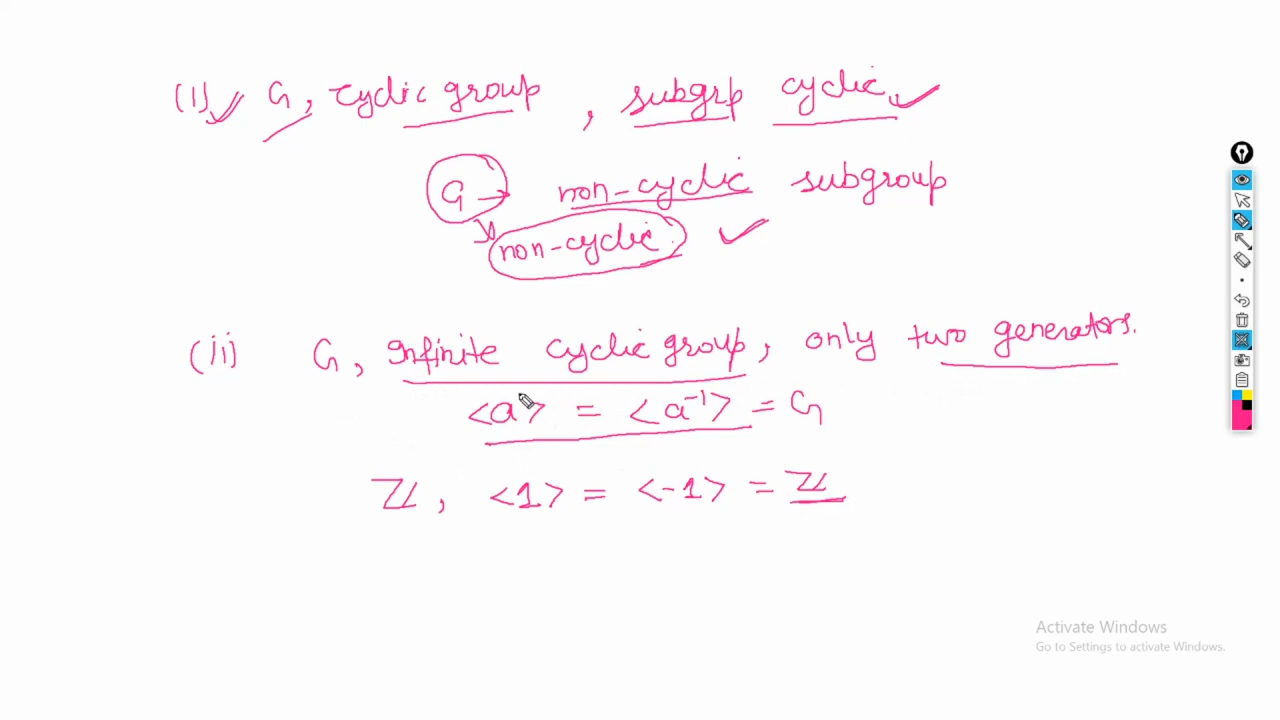 (i) G, cyclic group, subgrp cyclic
G → non-cyclic subgroup
non-cyclic
(ii) G, Infinite cyclic group, only two generators.
<a> = <a⁻¹> = G
ℤ, <1> = <-1> = ℤ
Activate Windows
Go to Settings to activate Windows.